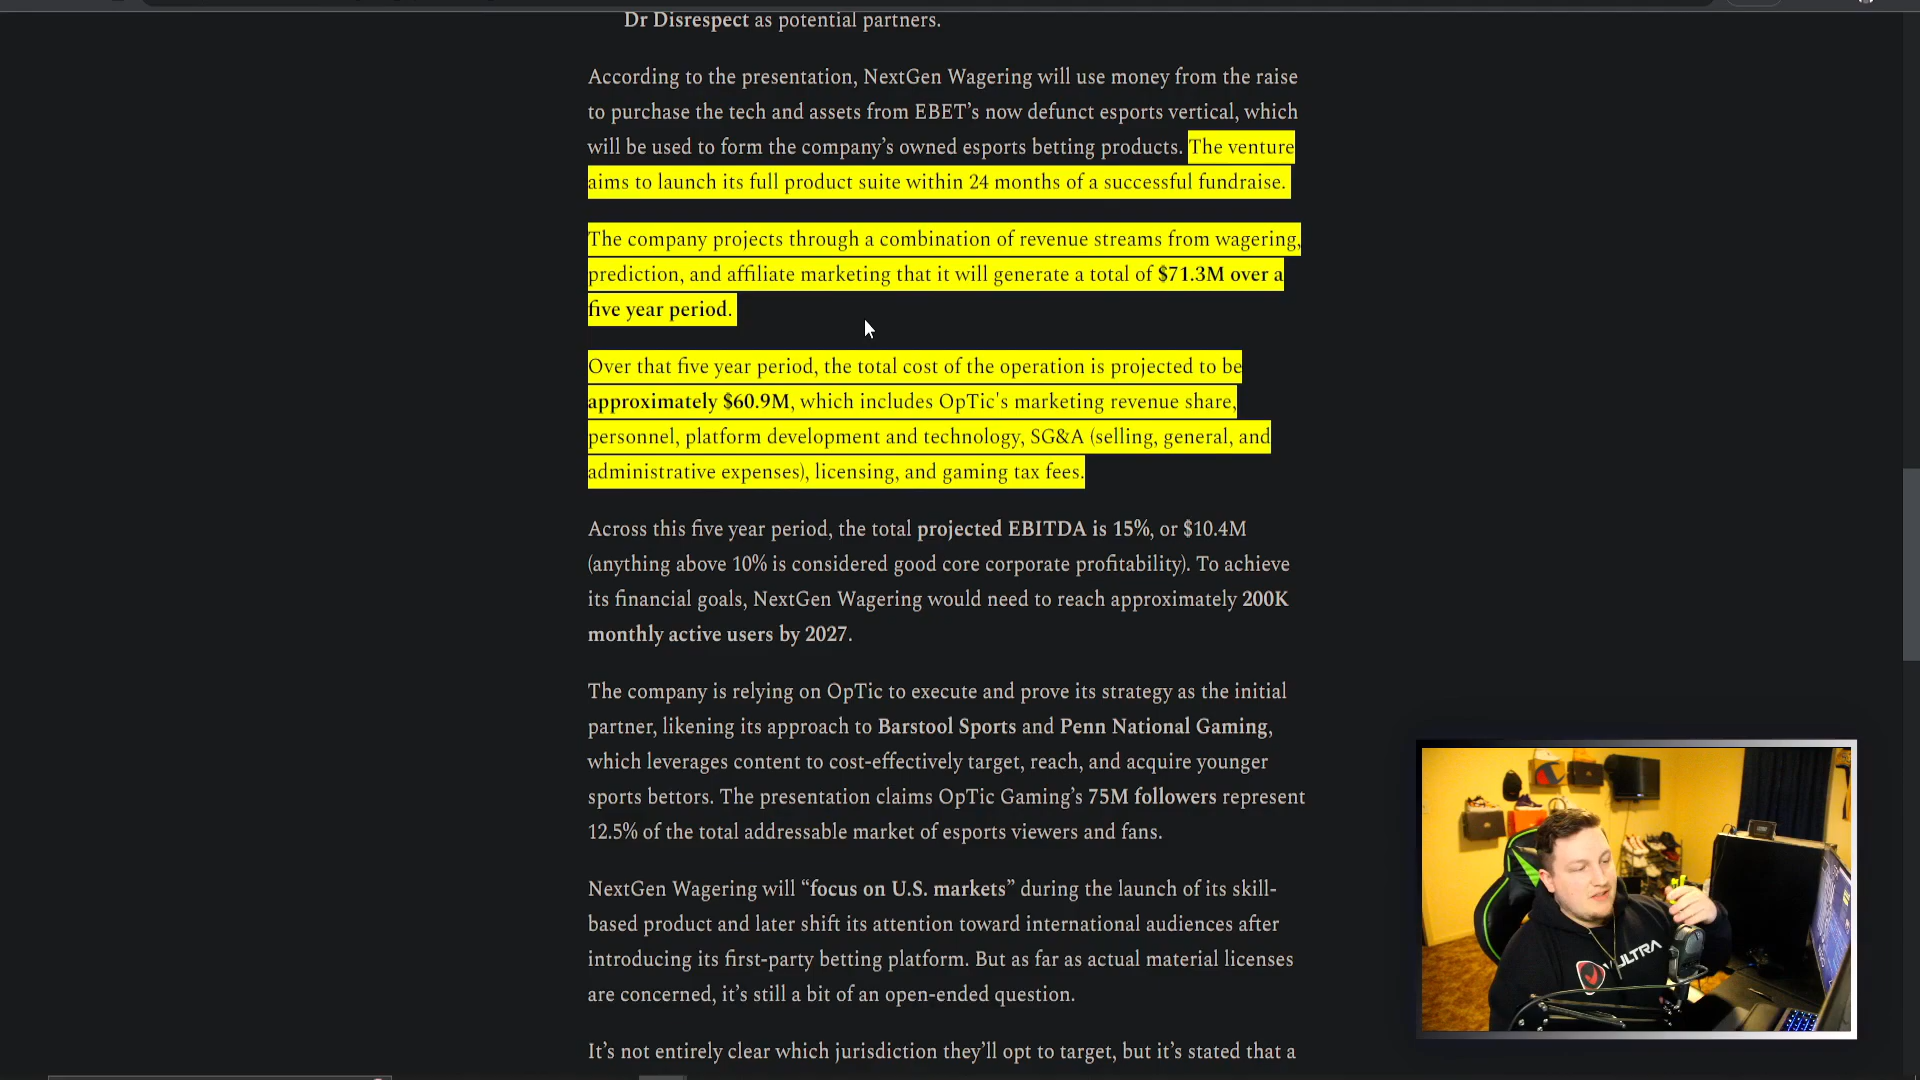 Dr Disrespect as potential partners.
According to the presentation, NextGen Wagering will use money from the raise
to purchase the tech and assets from EBET’s now defunct esports vertical, which
will be used to form the company’s owned esports betting products. The venture
aims to launch its full product suite within 24 months of a successful fundraise.
The company projects through a combination of revenue streams from wagering,
prediction, and affiliate marketing that it will generate a total of $71.3M over a
five year period.
Over that five year period, the total cost of the operation is projected to be
approximately $60.9M, which includes OpTic's marketing revenue share,
personnel, platform development and technology, SG&A (selling, general, and
administrative expenses), licensing, and gaming tax fees.
Across this five year period, the total projected EBITDA is 15%, or $10.4M
(anything above 10% is considered good core corporate profitability). To achieve
its financial goals, NextGen Wagering would need to reach approximately 200K
monthly active users by 2027.
The company is relying on OpTic to execute and prove its strategy as the initial
partner, likening its approach to Barstool Sports and Penn National Gaming,
which leverages content to cost-effectively target, reach, and acquire younger
sports bettors. The presentation claims OpTic Gaming’s 75M followers represent
12.5% of the total addressable market of esports viewers and fans.
NextGen Wagering will “focus on U.S. markets” during the launch of its skill-
based product and later shift its attention toward international audiences after
introducing its first-party betting platform. But as far as actual material licenses
are concerned, it’s still a bit of an open-ended question.
It’s not entirely clear which jurisdiction they’ll opt to target, but it’s stated that a
VULTRA